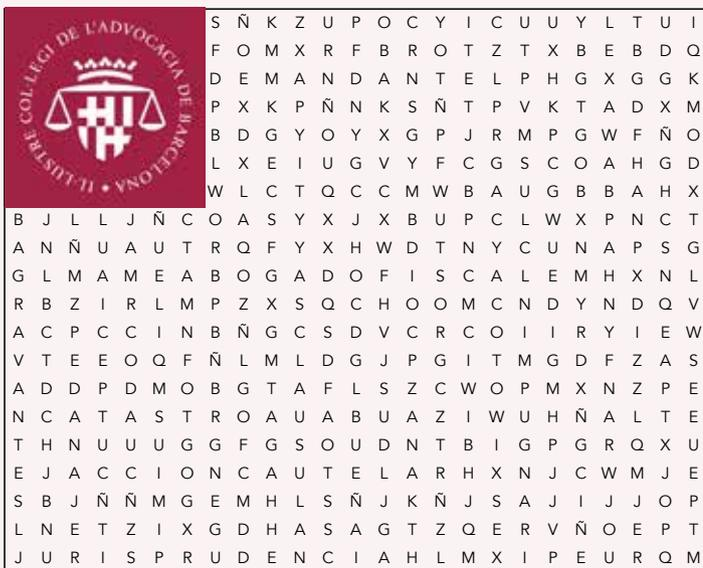 IL·LUSTRE COL·LEGI DE L'ADVOCACIA DE BARCELONA
S Ñ K Z U P O C Y I C U U Y L T U I
F O M X R F B R O T Z T X B E B D Q
D E M A N D A N T E L P H G X G G K
P X K P Ñ N K S Ñ T P V K T A D X M
B D G Y O Y X G P J R M P G W F Ñ O
L X E I U G V Y F C G S C O A H G D
W L C T Q C C M W B A U G B B A H X
B J L L J Ñ C O A S Y X J X B U P C L W X P N C T
A N Ñ U A U T R Q F Y X H W D T N Y C U N A P S G
G L M A M E A B O G A D O F I S C A L E M H X N L
R B Z I R L M P Z X S Q C H O O M C N D Y N D Q V
A C P C C I N B Ñ G C S D V C R C O I I R Y I E W
V T E E O Q F Ñ L M L D G J P G I T M G D F Z A S
A D D P D M O B G T A F L S Z C W O P M X N Z P E
N C A T A S T R O A U A B U A Z I W U H Ñ A L T E
T H N U U U G G F G S O U D N T B I G P G R Q X U
E J A C C I O N C A U T E L A R H X N J C W M J E
S B J Ñ Ñ M G E M H L S Ñ J K Ñ J S A J I J J O P
L N E T Z I X G D H A S A G T Z Q E R V Ñ O E P T
J U R I S P R U D E N C I A H L M X I P E U R Q M